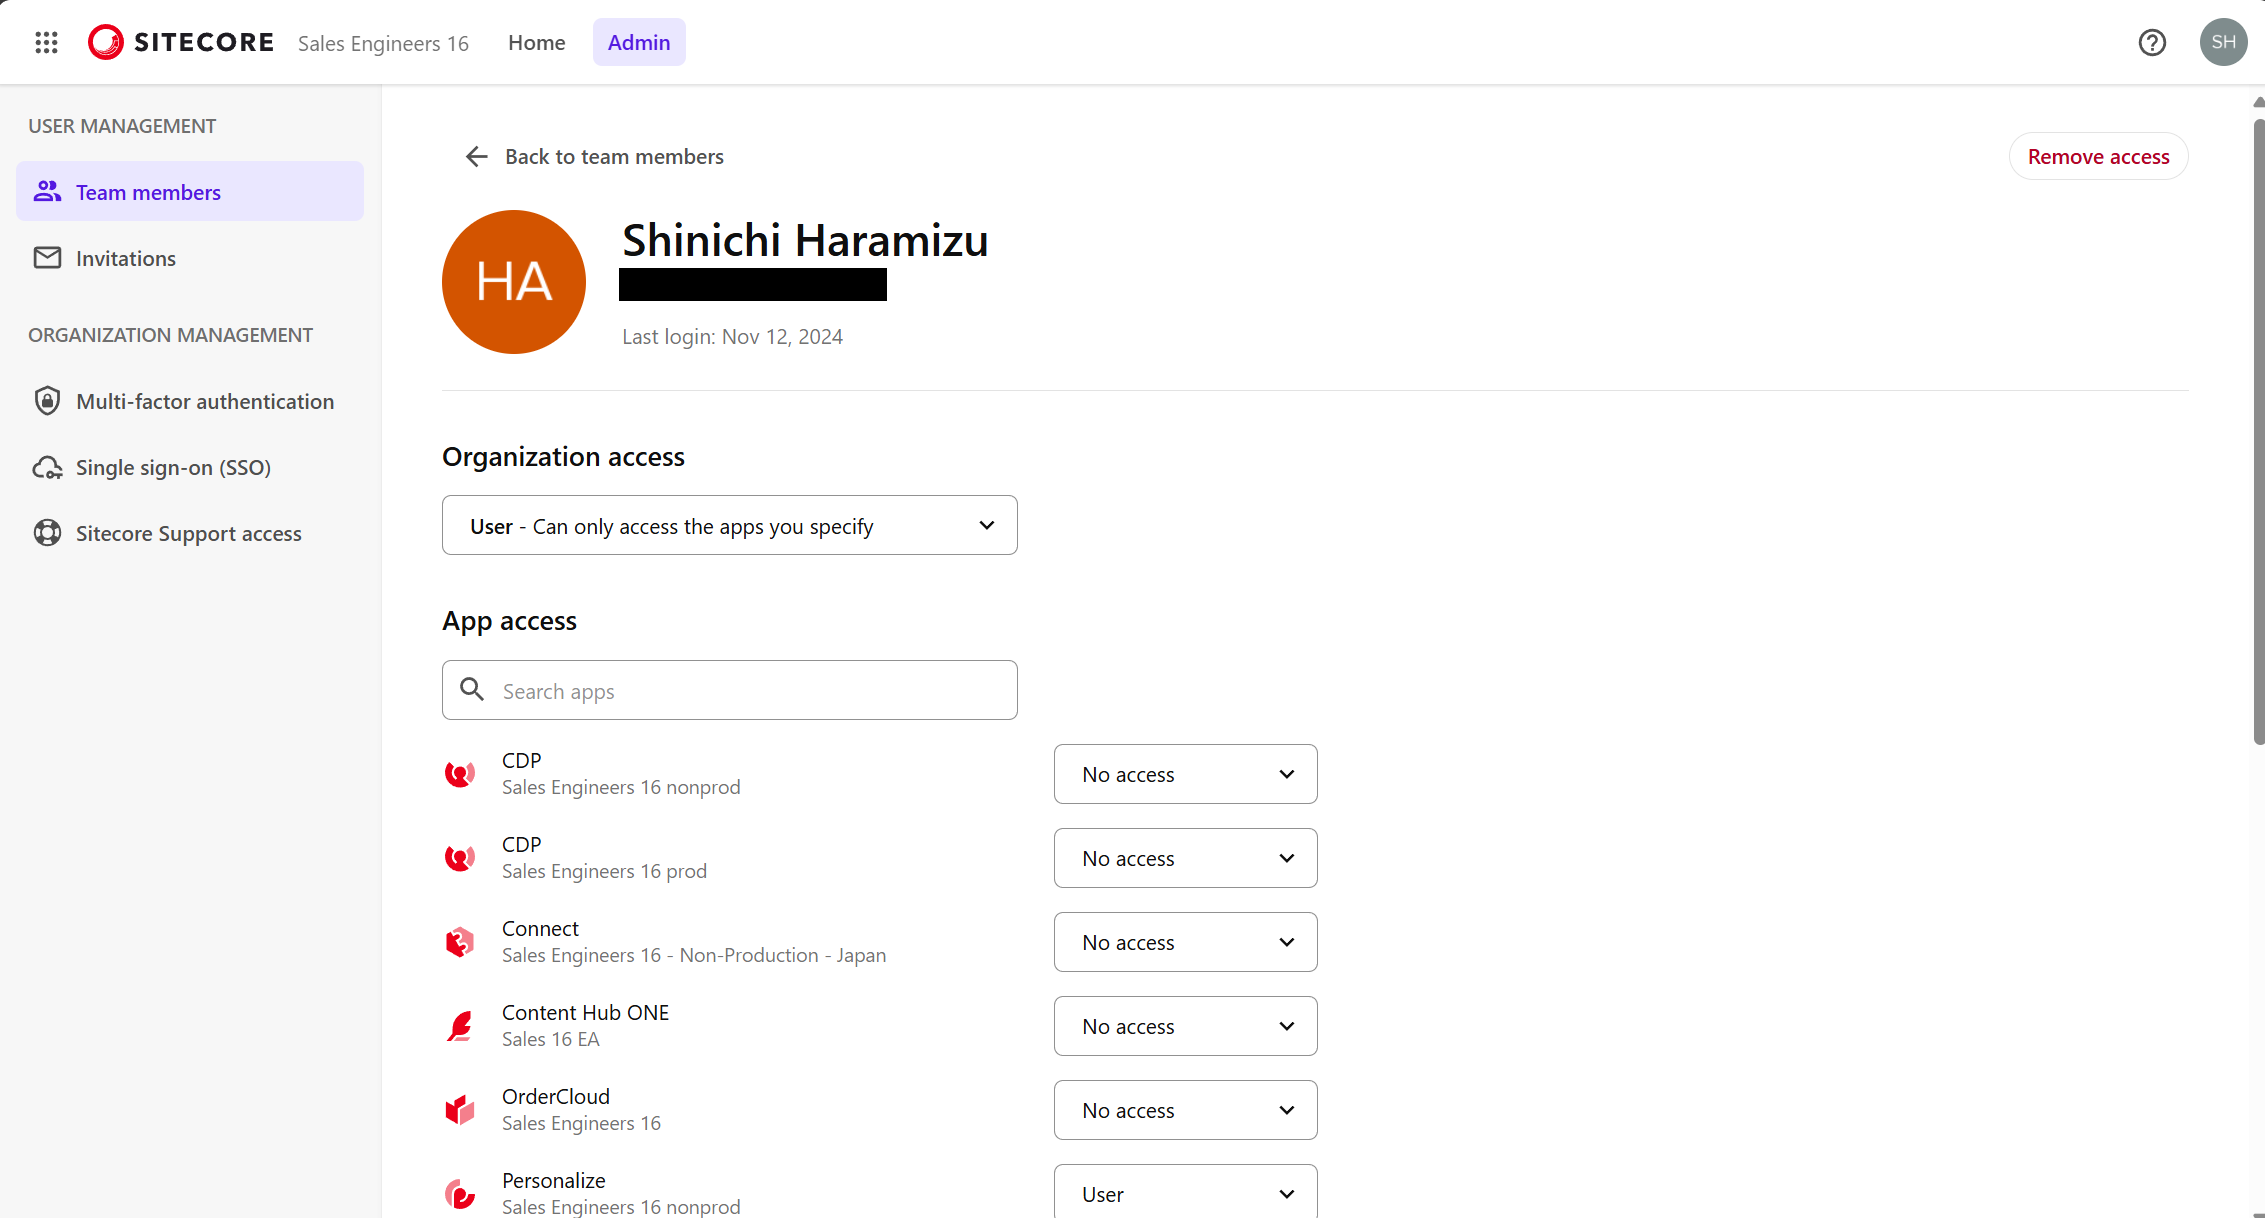 SITECORE
Sales Engineers 16
Home
Admin
SH
USER MANAGEMENT
Team members
Invitations
ORGANIZATION MANAGEMENT
Multi-factor authentication
Single sign-on (SSO)
Sitecore Support access
Back to team members
Remove access
HA
Shinichi Haramizu
Last login: Nov 12, 2024
Organization access
User - Can only access the apps you specify
App access
Search apps
CDP
Sales Engineers 16 nonprod
No access
CDP
Sales Engineers 16 prod
No access
Connect
Sales Engineers 16 - Non-Production - Japan
No access
Content Hub ONE
Sales 16 EA
No access
OrderCloud
Sales Engineers 16
No access
Personalize
Sales Engineers 16 nonprod
User